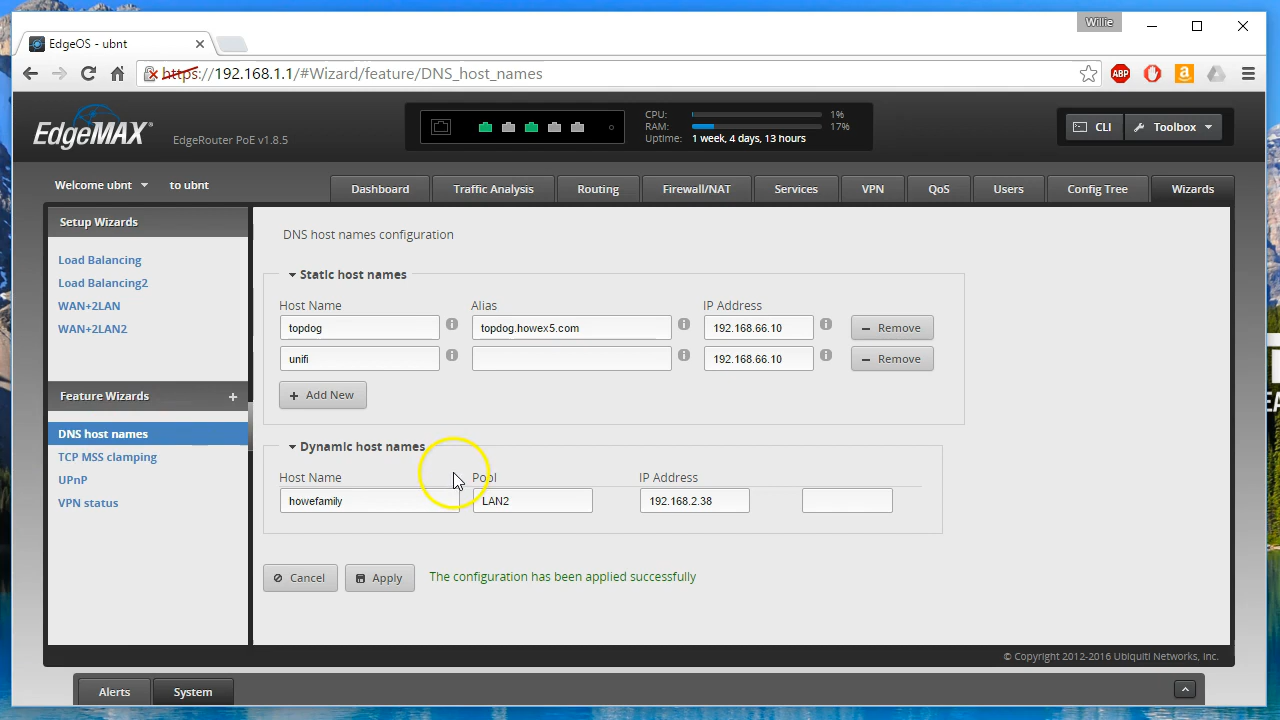 Willie
EdgeOS - ubnt
https://192.168.1.1/#Wizard/feature/DNS_host_names
ABP
EdgeMAX
EdgeRouter PoE v1.8.5
CPU: 1%
RAM: 17%
Uptime: 1 week, 4 days, 13 hours
CLI Toolbox
Welcome ubnt to ubnt
Dashboard Traffic Analysis Routing Firewall/NAT Services VPN QoS Users Config Tree Wizards
Setup Wizards
Load Balancing
Load Balancing2
WAN+2LAN
WAN+2LAN2
Feature Wizards +
DNS host names
TCP MSS clamping
UPnP
VPN status
DNS host names configuration
Static host names
Host Name Alias IP Address
topdog topdog.howex5.com 192.168.66.10 Remove
unifi 192.168.66.10 Remove
+ Add New
Dynamic host names
Host Name Pool IP Address
howefamily LAN2 192.168.2.38
Cancel Apply The configuration has been applied successfully
© Copyright 2012-2016 Ubiquiti Networks, Inc.
Alerts System